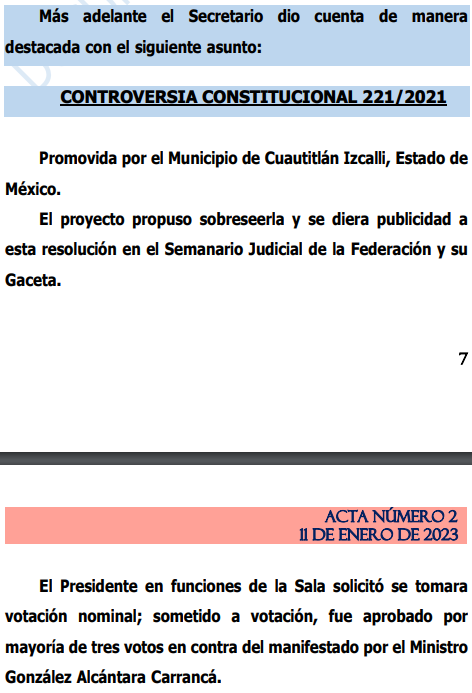 Más adelante el Secretario dio cuenta de manera
destacada con el siguiente asunto:
CONTROVERSIA CONSTITUCIONAL 221/2021
Promovida por el Municipio de Cuautitlán Izcalli, Estado de
México.
El proyecto propuso sobreseerla y se diera publicidad a
esta resolución en el Semanario Judicial de la Federación y su
Gaceta.
7
ACTA NÚMERO 2
11 DE ENERO DE 2023
El Presidente en funciones de la Sala solicitó se tomara
votación nominal; sometido a votación, fue aprobado por
mayoría de tres votos en contra del manifestado por el Ministro
González Alcántara Carrancá.